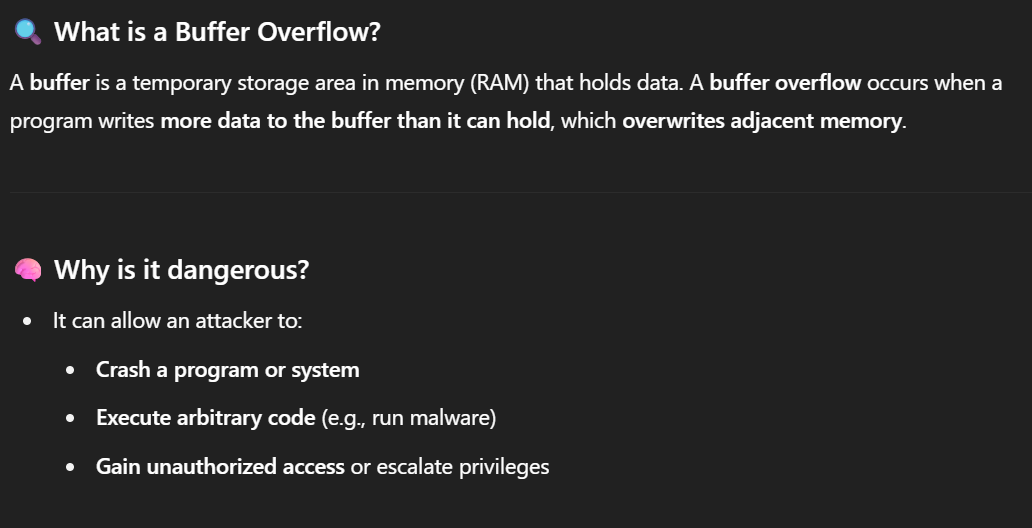 What is a Buffer Overflow?
A buffer is a temporary storage area in memory (RAM) that holds data. A buffer overflow occurs when a
program writes more data to the buffer than it can hold, which overwrites adjacent memory.
Why is it dangerous?
It can allow an attacker to:
Crash a program or system
Execute arbitrary code (e.g., run malware)
Gain unauthorized access or escalate privileges